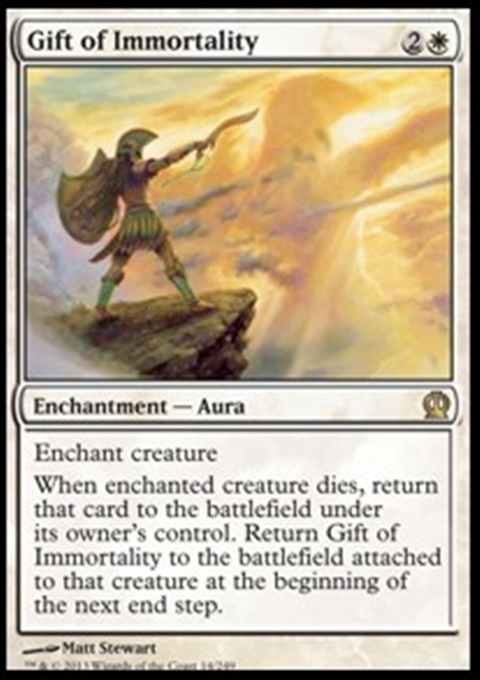 Gift of Immortality 2
Enchantment — Aura
Enchant creature
When enchanted creature dies, return
that card to the battlefield under
its owner's control. Return Gift of
Immortality to the battlefield attached
to that creature at the beginning of
the next end step.
Matt Stewart
™ & © 2013 Wizards of the Coast 14/249